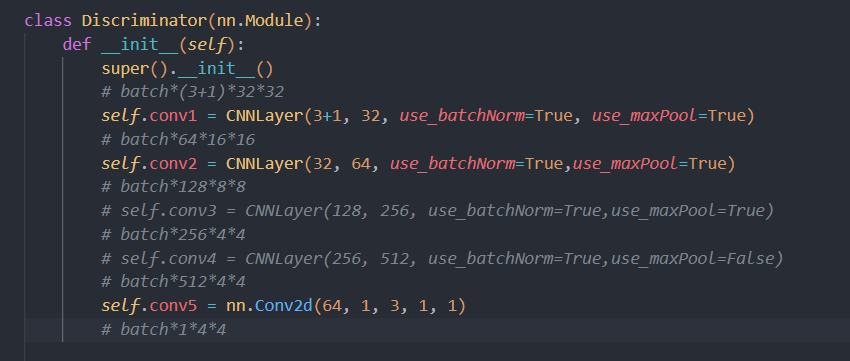 class Discriminator(nn.Module):
    def __init__(self):
        super().__init__()
        # batch*(3+1)*32*32
        self.conv1 = CNNLayer(3+1, 32, use_batchNorm=True, use_maxPool=True)
        # batch*64*16*16
        self.conv2 = CNNLayer(32, 64, use_batchNorm=True,use_maxPool=True)
        # batch*128*8*8
        # self.conv3 = CNNLayer(128, 256, use_batchNorm=True,use_maxPool=True)
        # batch*256*4*4
        # self.conv4 = CNNLayer(256, 512, use_batchNorm=True,use_maxPool=False)
        # batch*512*4*4
        self.conv5 = nn.Conv2d(64, 1, 3, 1, 1)
        # batch*1*4*4